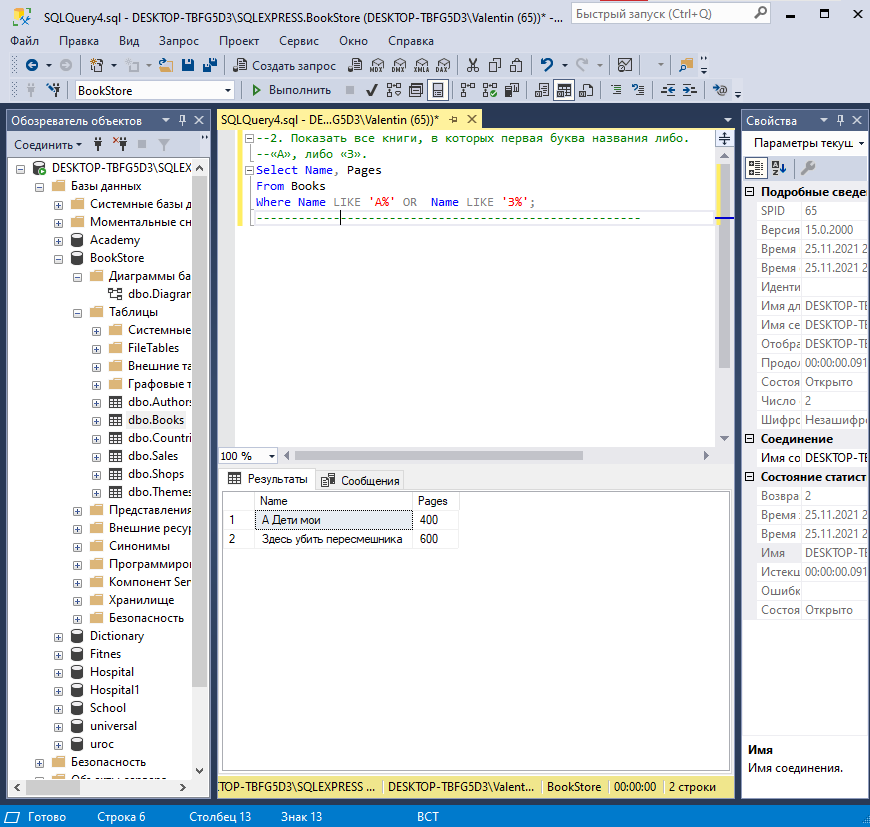 SQLQuery4.sql - DESKTOP-TBFG5D3\SQLEXPRESS.BookStore (DESKTOP-TBFG5D3\Valentin (65))* -...
Быстрый запуск (Ctrl+Q)
Файл Правка Вид Запрос Проект Сервис Окно Справка
Создать запрос
MDX DMX XMLA DAX
BookStore
Выполнить
Обозреватель объектов
Соединить
DESKTOP-TBFG5D3\SQLEX
Базы данных
Системные базы д
Моментальные сн
Academy
BookStore
Диаграммы ба
dbo.Diagran
Таблицы
Системные
FileTables
Внешние та
Графовые т
dbo.Authors
dbo.Books
dbo.Countri
dbo.Sales
dbo.Shops
dbo.Themes
Представления
Внешние ресур
Синонимы
Программиров
Компонент Ser
Хранилище
Безопасность
Dictionary
Fitnes
Hospital
Hospital1
School
universal
uroc
Безопасность
Объекты сервера
SQLQuery4.sql - DE...G5D3\Valentin (65))*
--2. Показать все книги, в которых первая буква названия либо.
--«А», либо «З».
Select Name, Pages
From Books
Where Name LIKE 'А%' OR  Name LIKE 'З%';
-------------------------------------------------------
100 %
Результаты
Сообщения
Name Pages
1 А Дети мои 400
2 Здесь убить пересмешника 600
KTOP-TBFG5D3\SQLEXPRESS ... DESKTOP-TBFG5D3\Valent... BookStore 00:00:00 2 строки
Свойства
Параметры текущ
Подробные сведе
SPID 65
Версия 15.0.2000
Время 25.11.2021 2
Время 25.11.2021 2
Иденти
Имя дл DESKTOP-TE
Имя се DESKTOP-TE
Отобра DESKTOP-TE
Продол 00:00:00.091
Состоя Открыто
Число 2
Шифро Незашифро
Соединение
Имя со DESKTOP-TE
Состояние статист
Возвра 2
Время 25.11.2021 2
Время 25.11.2021 2
Имя DESKTOP-TE
Истекш 00:00:00.091
Ошибк
Состоя Открыто
Имя
Имя соединения.
Готово Строка 6 Столбец 13 Знак 13 ВСТ